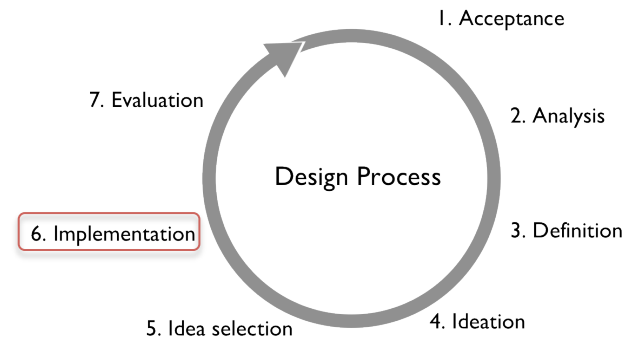 1. Acceptance
2. Analysis
3. Definition
4. Ideation
5. Idea selection
6. Implementation
7. Evaluation
Design Process